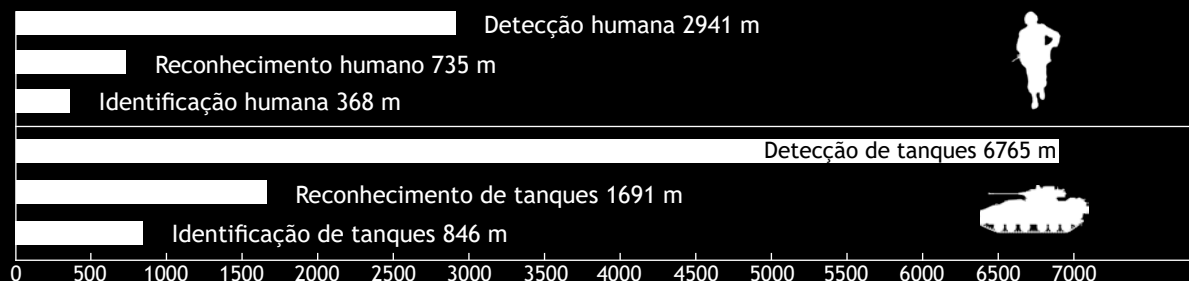 Detecção humana 2941 m
Reconhecimento humano 735 m
Identificação humana 368 m
Detecção de tanques 6765 m
Reconhecimento de tanques 1691 m
Identificação de tanques 846 m
0 500 1000 1500 2000 2500 3000 3500 4000 4500 5000 5500 6000 6500 7000